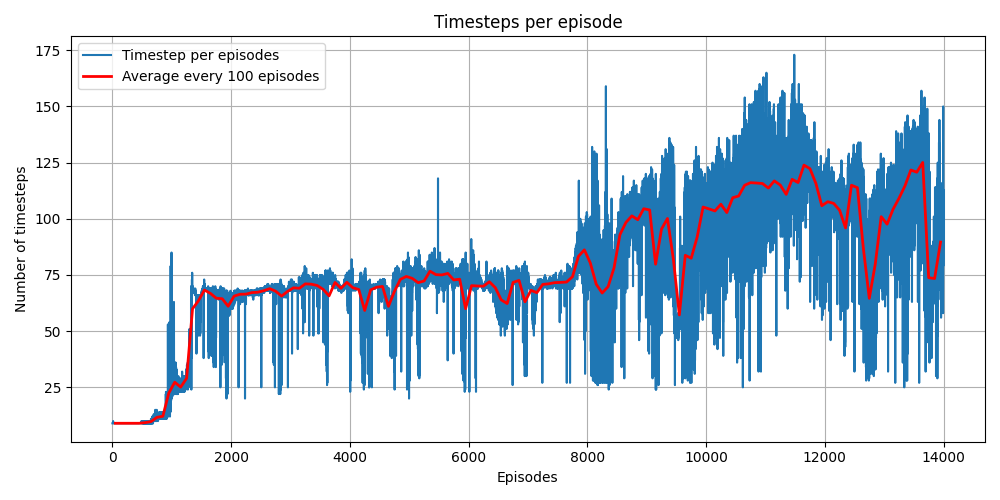 Timesteps per episode
Timestep per episodes
Average every 100 episodes
Number of timesteps
175
150
125
100
75
50
25
0 2000 4000 6000 8000 10000 12000 14000
Episodes